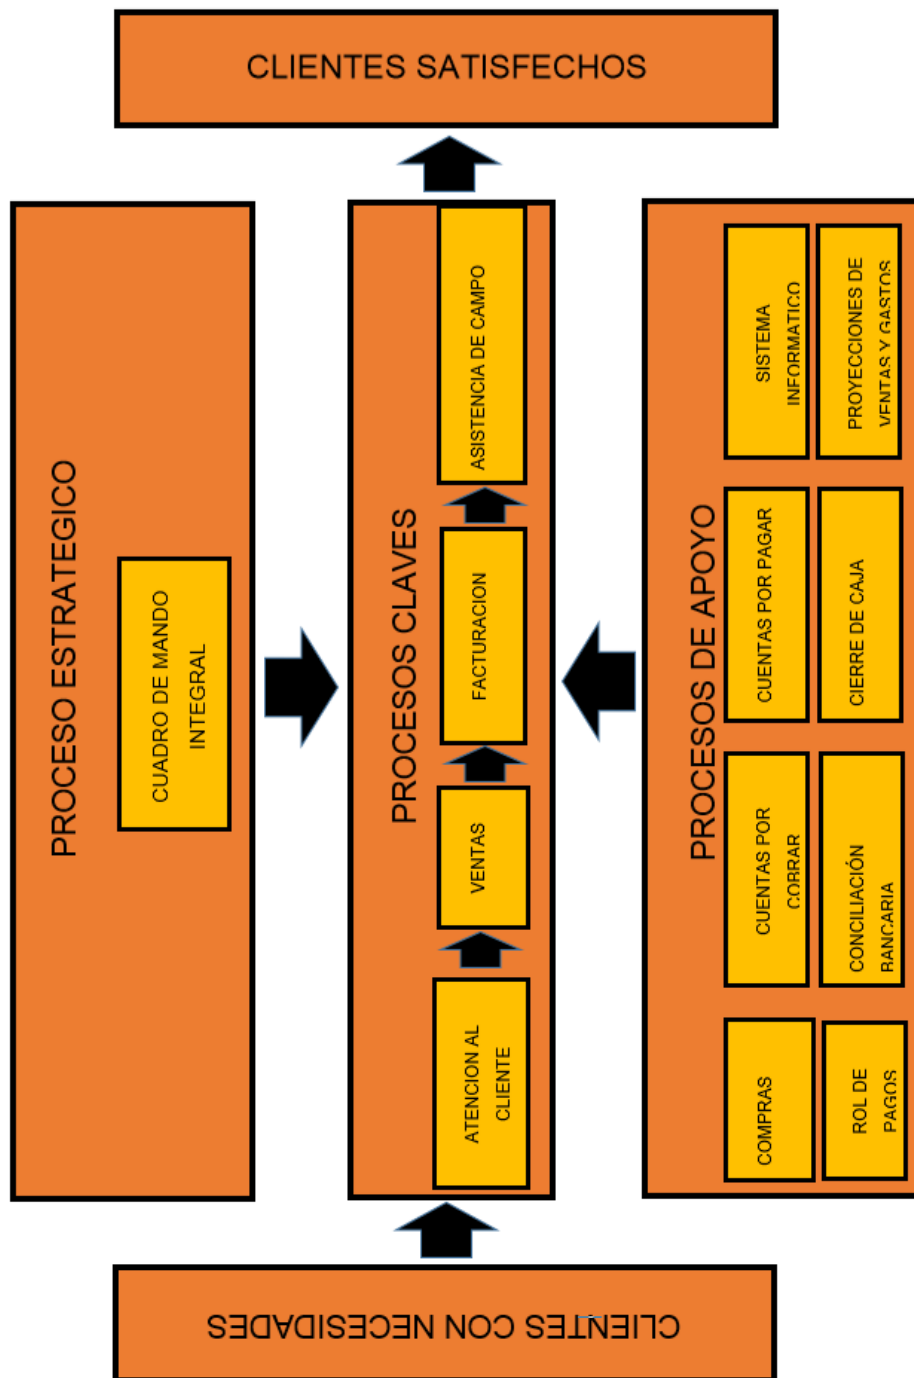 CLIENTES SATISFECHOS
PROCESO ESTRATEGICO
CUADRO DE MANDO
INTEGRAL
PROCESOS CLAVES
ATENCION AL
CLIENTE
VENTAS
FACTURACION
ASISTENCIA DE CAMPO
PROCESOS DE APOYO
COMPRAS
CUENTAS POR
COBRAR
CUENTAS POR PAGAR
SISTEMA
INFORMATICO
ROL DE
PAGOS
CONCILIACIÓN
BANCARIA
CIERRE DE CAJA
PROYECCIONES DE
VENTAS Y GASTOS
CLIENTES CON NECESIDADES